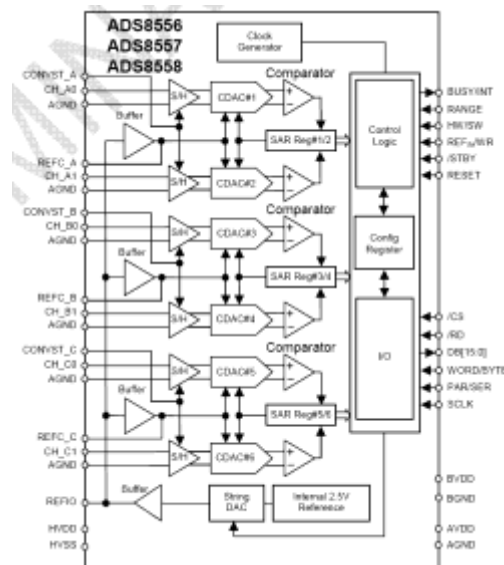 ADS8556
ADS8557
ADS8558
Clock Generator
CONVST_A
CH_A0
AGND
S/H
CDAC#1
Comparator
Buffer
SAR Reg#1/2
REFC_A
CH_A1
AGND
S/H
CDAC#2
CONVST_B
CH_B0
AGND
S/H
CDAC#3
Comparator
Buffer
SAR Reg#3/4
REFC_B
CH_B1
AGND
S/H
CDAC#4
CONVST_C
CH_C0
AGND
S/H
CDAC#5
Comparator
Buffer
SAR Reg#5/6
REFC_C
CH_C1
AGND
S/H
CDAC#6
REFIO
Buffer
String DAC
Internal 2.5V Reference
HVDD
HVSS
Control Logic
Config Register
I/O
BUSY/INT
RANGE
HW/SW
REFEN/WR
/STBY
RESET
/CS
/RD
DB[15:0]
WORD/BYTE
PAR/SER
SCLK
BVDD
BGND
AVDD
AGND